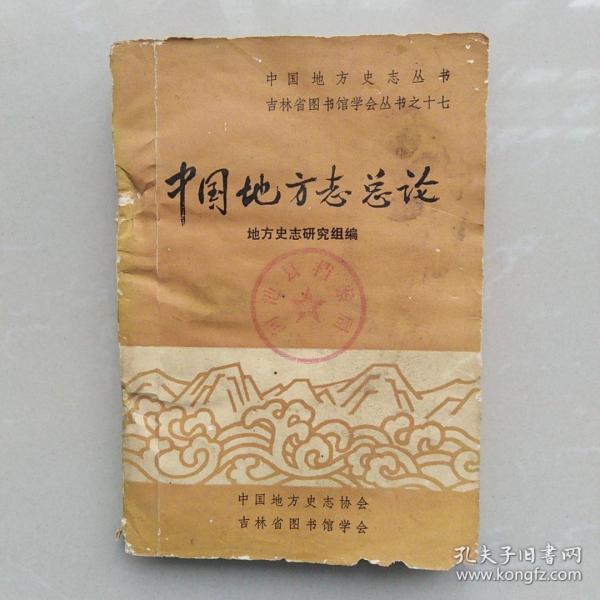 中国地方史志丛书
吉林省图书馆学会丛书之十七
中国地方志总论
地方史志研究组编
中国地方史志协会
吉林省图书馆学会
孔夫子旧书网
www.kongfz.com